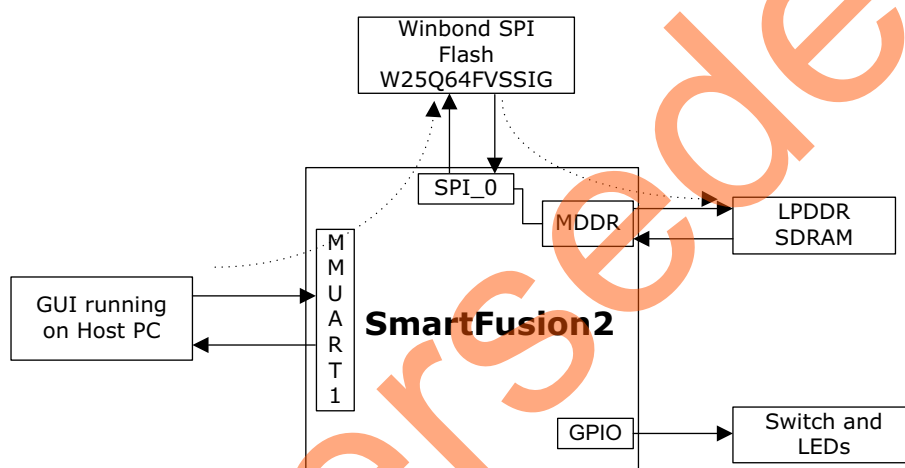 Winbond SPI
Flash
W25Q64FVSSIG
SPI_0
MDDR
LPDDR
SDRAM
M
M
U
A
R
T
1
GUI running
on Host PC
SmartFusion2
GPIO
Switch and
LEDs